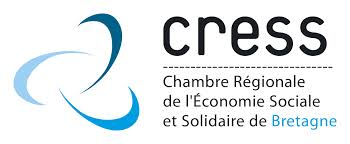 cress
Chambre Régionale
de l'Économie Sociale
et Solidaire de Bretagne